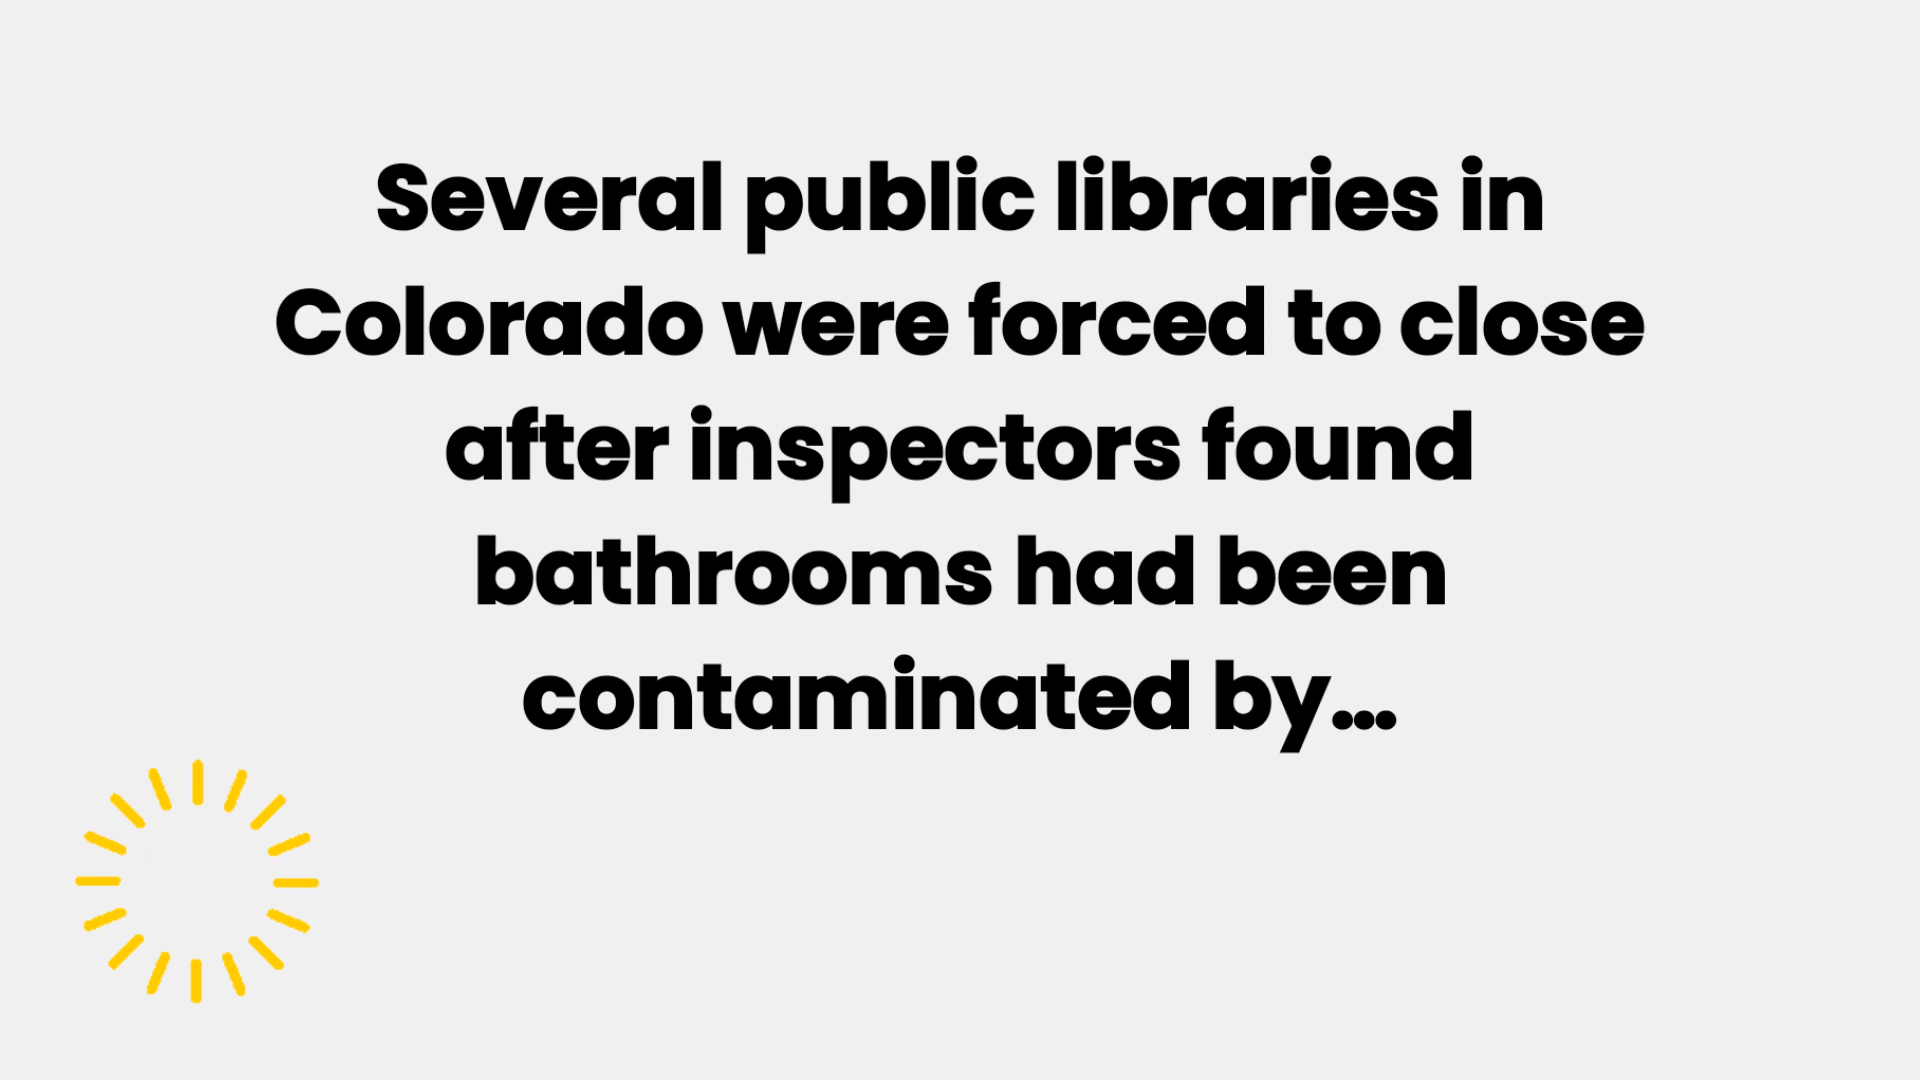 Several public libraries in
Colorado were forced to close
after inspectors found
bathrooms had been
contaminated by...